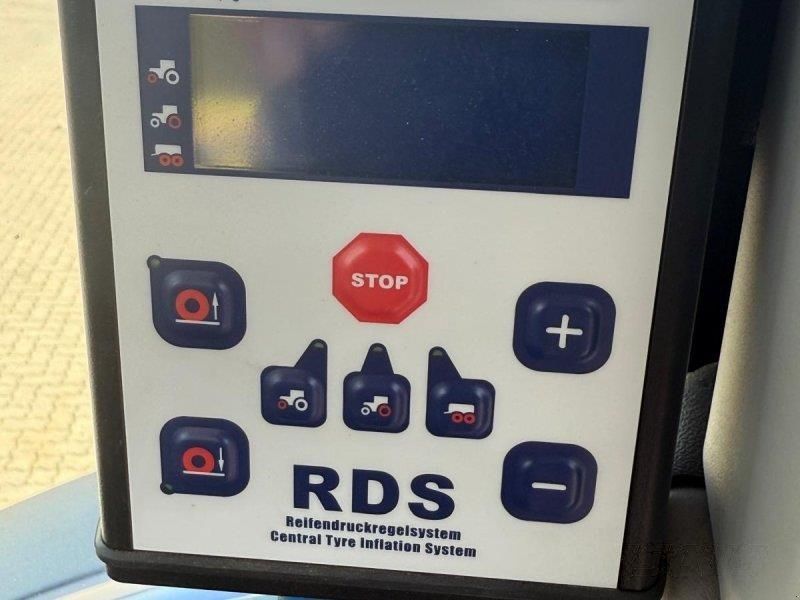 STOP
+
−
RDS
Reifendruckregelsystem
Central Tyre Inflation System